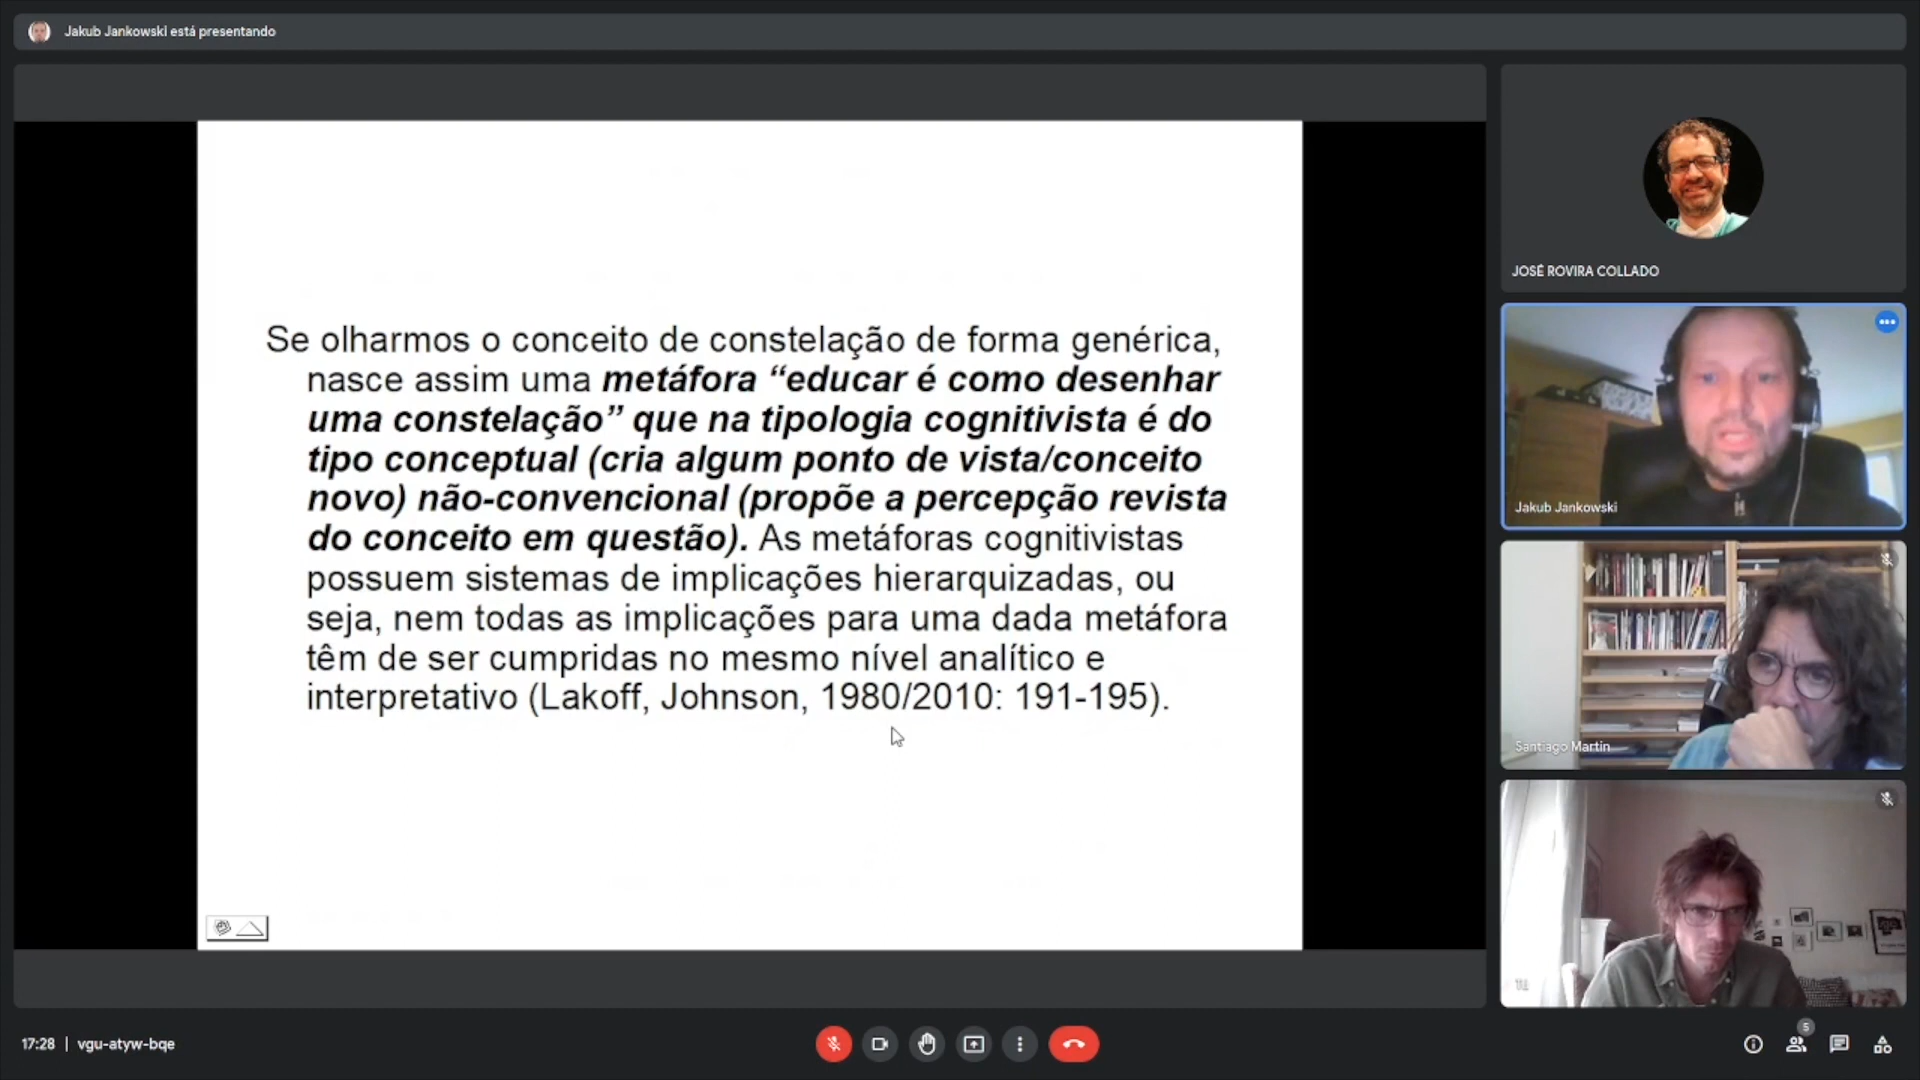 Jakub Jankowski está presentando
Se olharmos o conceito de constelação de forma genérica,
nasce assim uma metáfora “educar é como desenhar
uma constelação” que na tipologia cognitivista é do
tipo conceptual (cria algum ponto de vista/conceito
novo) não-convencional (propõe a percepção revista
do conceito em questão). As metáforas cognitivistas
possuem sistemas de implicações hierarquizadas, ou
seja, nem todas as implicações para uma dada metáfora
têm de ser cumpridas no mesmo nível analítico e
interpretativo (Lakoff, Johnson, 1980/2010: 191-195).
JOSÉ ROVIRA COLLADO
Jakub Jankowski
Santiago Martin
17:28 | vgu-atyw-bqe
5